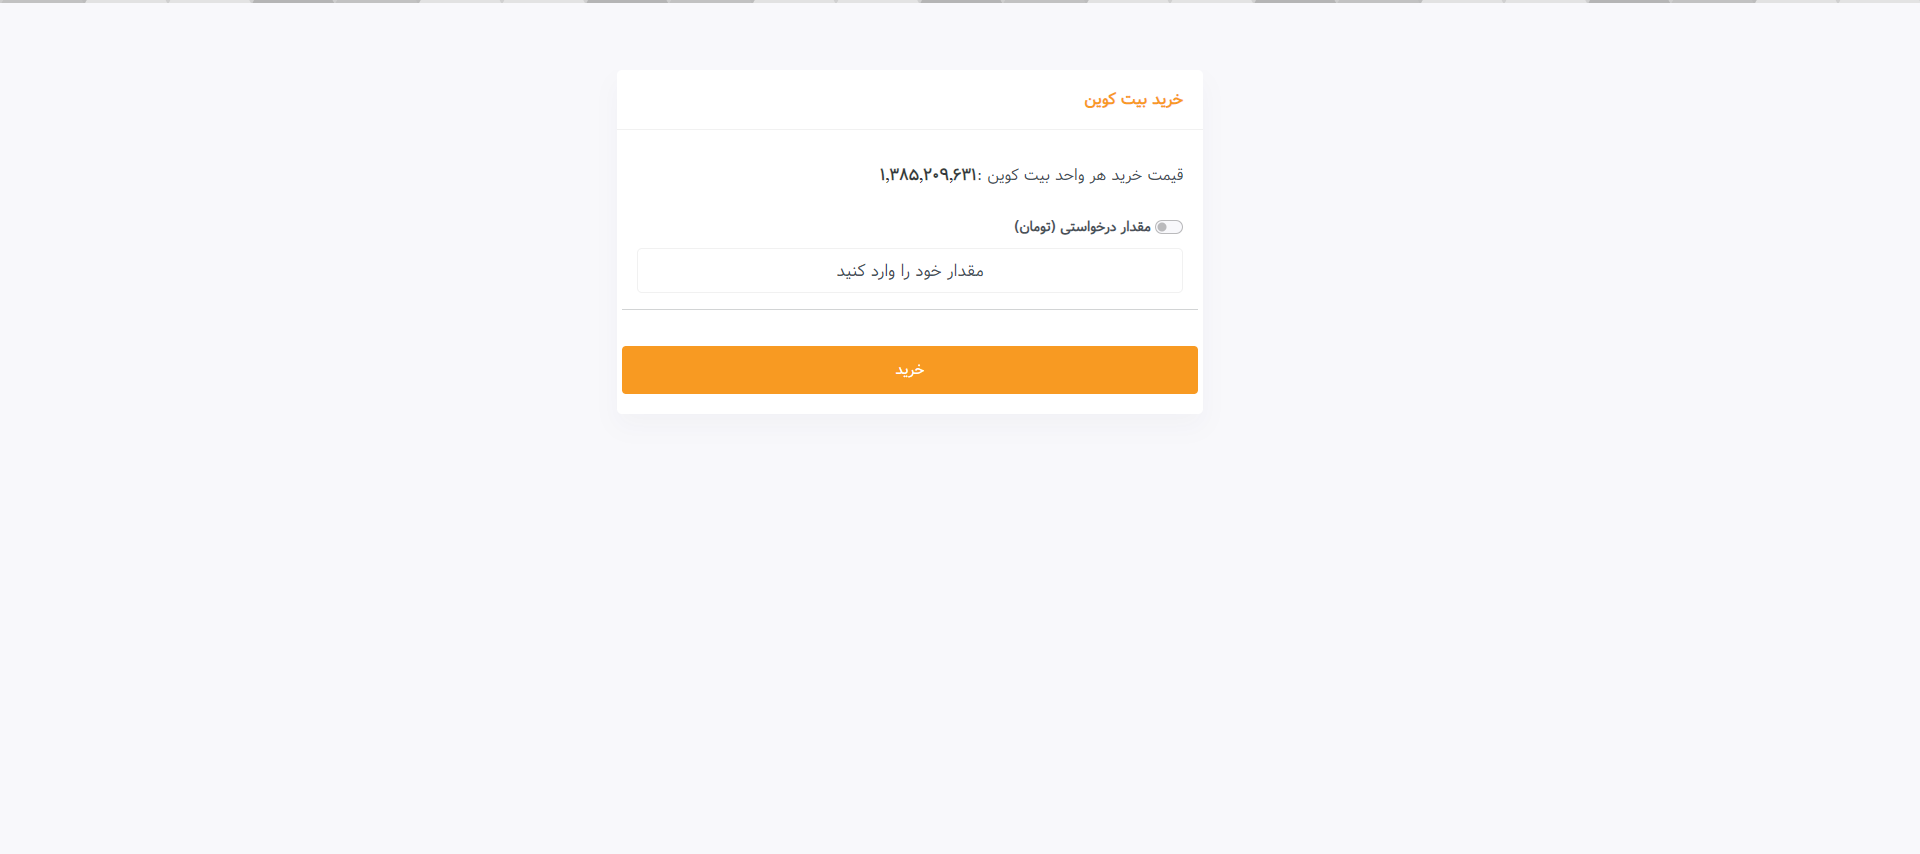 خرید بیت کوین
قیمت خرید هر واحد بیت کوین :۱,۳۸۵,۲۰۹,۶۳۱
مقدار درخواستی (تومان)
مقدار خود را وارد کنید
خرید